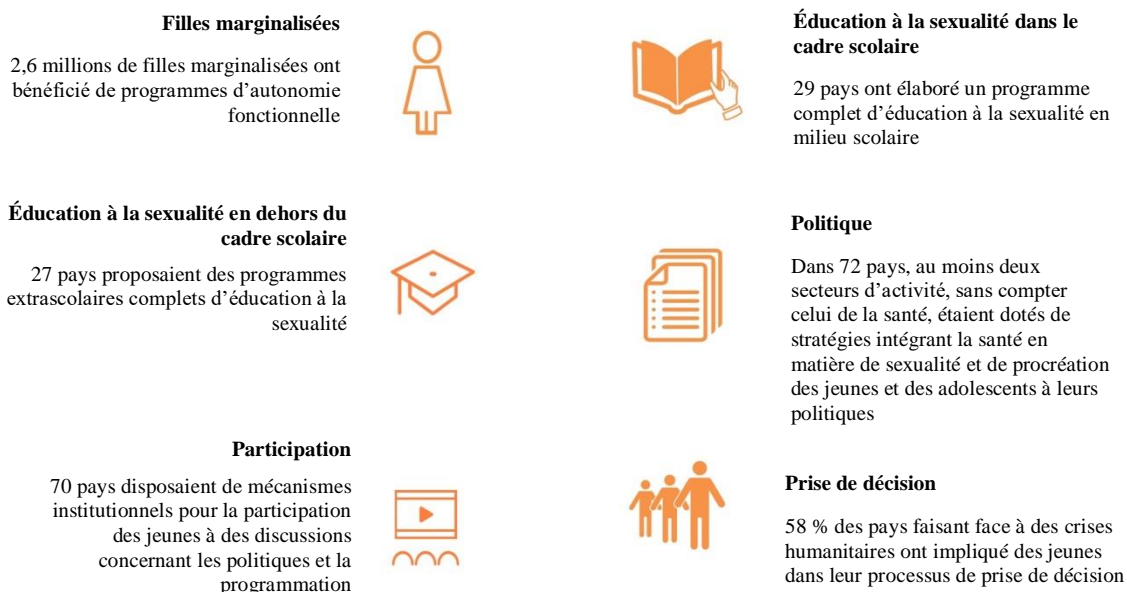 Filles marginalisées
2,6 millions de filles marginalisées ont
bénéficié de programmes d’autonomie
fonctionnelle
Éducation à la sexualité dans le
cadre scolaire
29 pays ont élaboré un programme
complet d’éducation à la sexualité en
milieu scolaire
Éducation à la sexualité en dehors du
cadre scolaire
27 pays proposaient des programmes
extrascolaires complets d’éducation à la
sexualité
Politique
Dans 72 pays, au moins deux
secteurs d’activité, sans compter
celui de la santé, étaient dotés de
stratégies intégrant la santé en
matière de sexualité et de procréation
des jeunes et des adolescents à leurs
politiques
Participation
70 pays disposaient de mécanismes
institutionnels pour la participation
des jeunes à des discussions
concernant les politiques et la
programmation
Prise de décision
58 % des pays faisant face à des crises
humanitaires ont impliqué des jeunes
dans leur processus de prise de décision